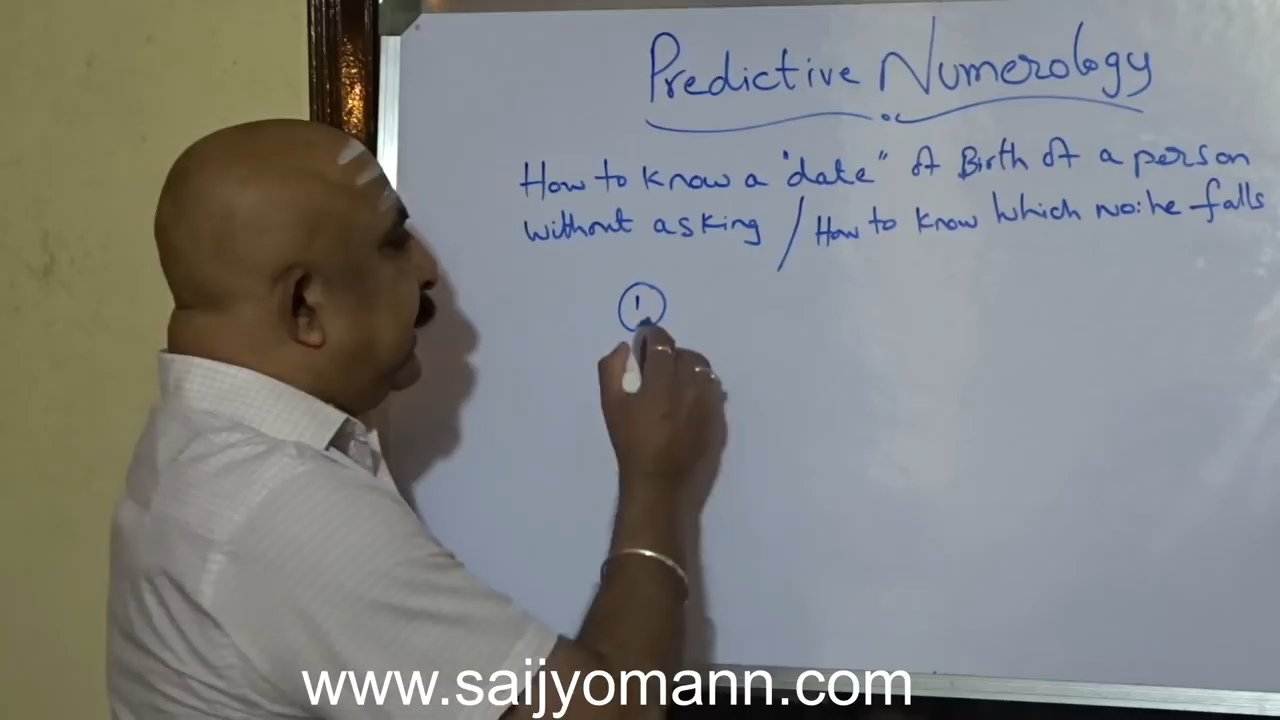 Predictive Numerology
How to know a "date" of Birth of a person
without asking / How to know which no: he falls
1
www.saijyomann.com